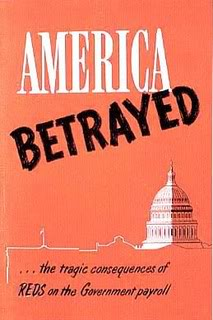 AMERICA
BETRAYED
. . . the tragic consequences of
REDS on the Government payroll